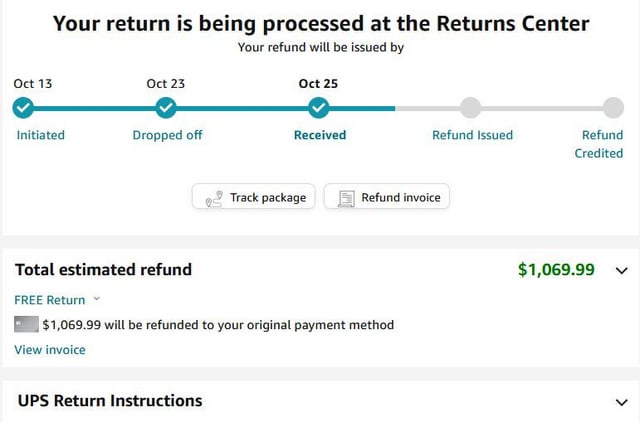 Your return is being processed at the Returns Center
Your refund will be issued by
Oct 13
Oct 23
Oct 25
Initiated
Dropped off
Received
Refund Issued
Refund
Credited
Track package
Refund invoice
Total estimated refund
$1,069.99
FREE Return
$1,069.99 will be refunded to your original payment method
View invoice
UPS Return Instructions